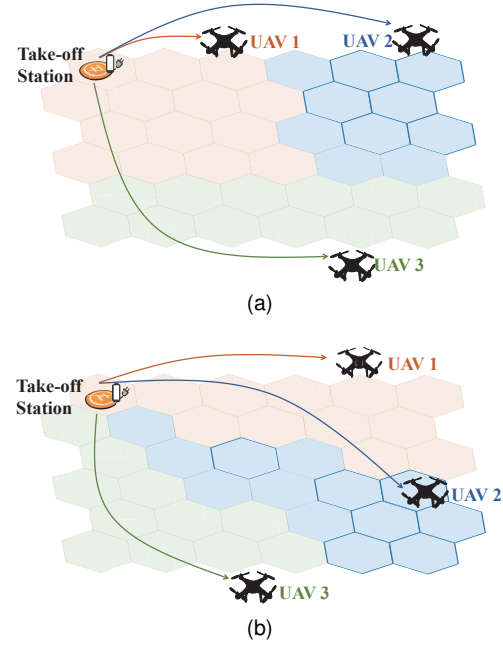 UAV 1
UAV 2
Take-off
Station
UAV 3
(a)
UAV 1
Take-off
Station
UAV 2
UAV 3
(b)